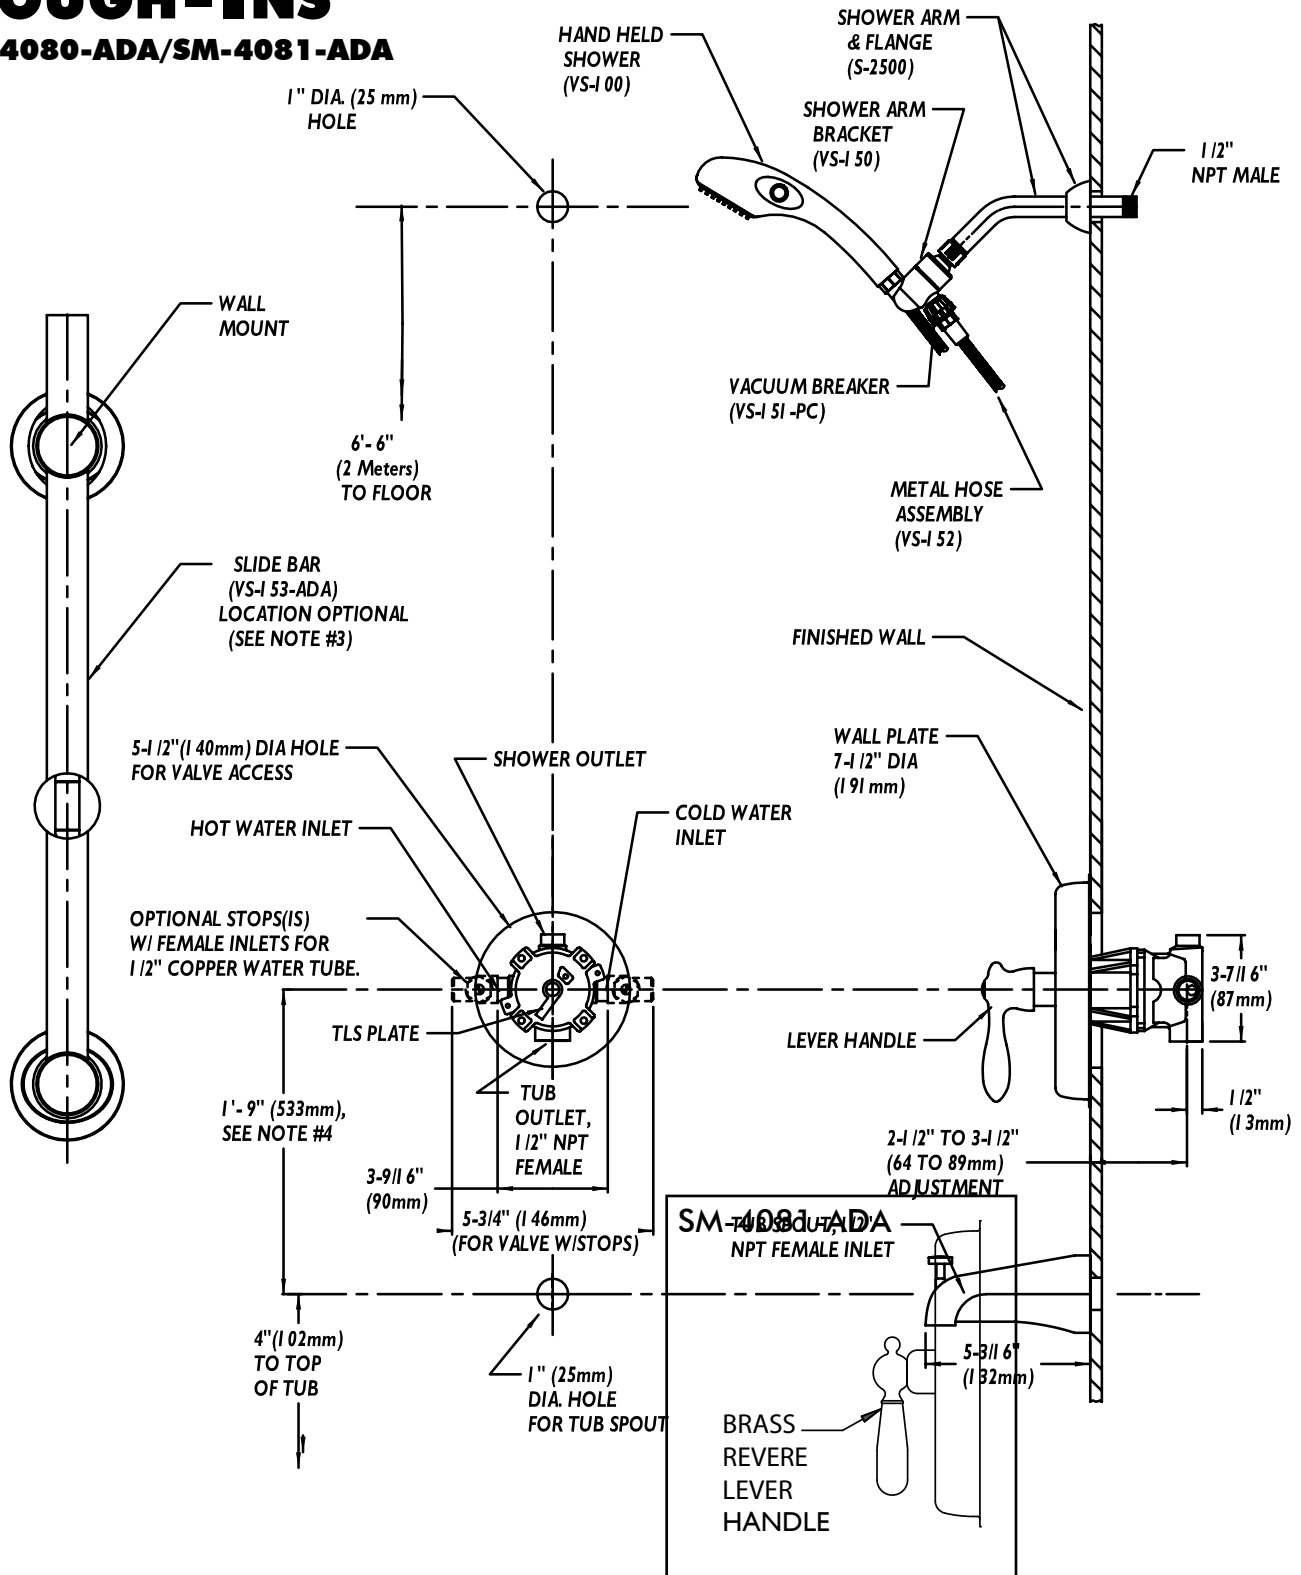 OUGH-INS
4080-ADA/SM-4081-ADA
HAND HELD
SHOWER
(VS-100)
SHOWER ARM
& FLANGE
(S-2500)
1" DIA. (25 mm)
HOLE
SHOWER ARM
BRACKET
(VS-150)
1/2"
NPT MALE
WALL
MOUNT
VACUUM BREAKER
(VS-151-PC)
6'- 6"
(2 Meters)
TO FLOOR
METAL HOSE
ASSEMBLY
(VS-152)
SLIDE BAR
(VS-153-ADA)
LOCATION OPTIONAL
(SEE NOTE #3)
FINISHED WALL
5-1/2"(140mm) DIA HOLE
FOR VALVE ACCESS
SHOWER OUTLET
WALL PLATE
7-1/2" DIA
(191 mm)
HOT WATER INLET
COLD WATER
INLET
OPTIONAL STOPS(IS)
W/ FEMALE INLETS FOR
1/2" COPPER WATER TUBE.
3-7/16"
(87mm)
TLS PLATE
LEVER HANDLE
1'- 9" (533mm),
SEE NOTE #4
TUB
OUTLET,
1/2" NPT
FEMALE
1/2"
(13mm)
2-1/2" TO 3-1/2"
(64 TO 89mm)
ADJUSTMENT
3-9/16"
(90mm)
5-3/4" (146mm)
(FOR VALVE W/STOPS)
SM-4081-ADA
TUB SPOUT, 1/2"
NPT FEMALE INLET
4"(102mm)
TO TOP
OF TUB
5-3/16"
(132mm)
1" (25mm)
DIA. HOLE
FOR TUB SPOUT
BRASS
REVERE
LEVER
HANDLE